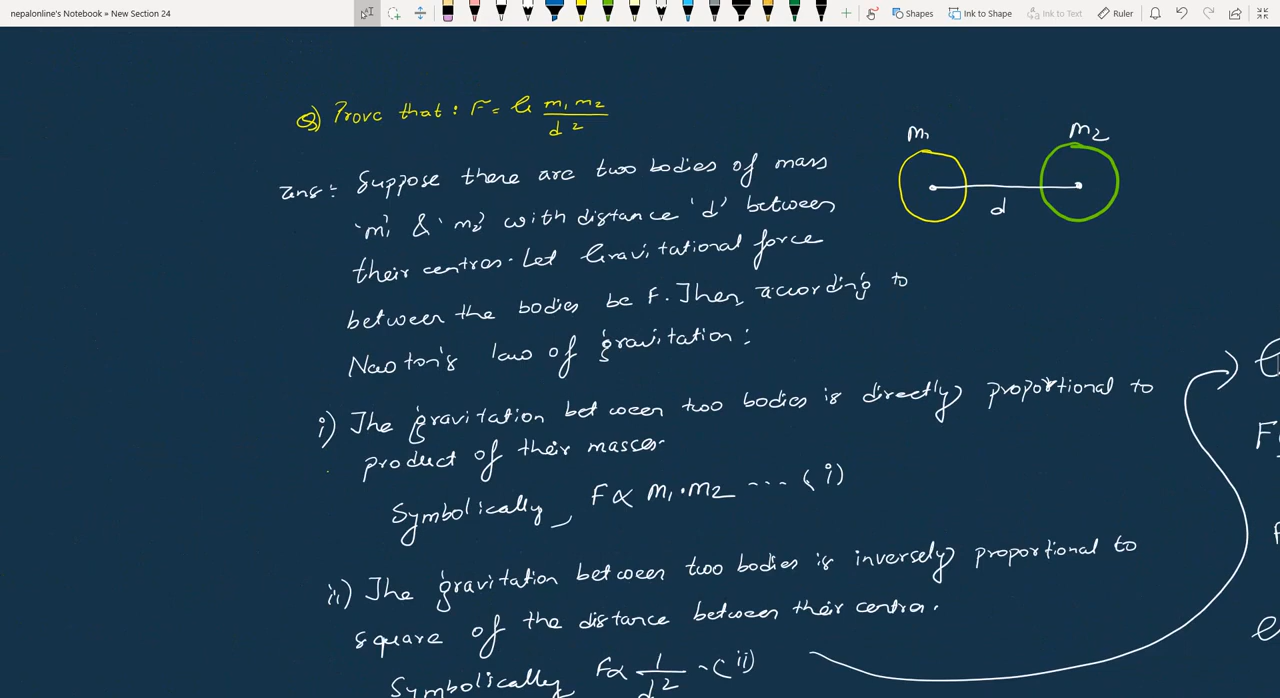 nepalonline's Notebook » New Section 24
Shapes
Ink to Shape
Ink to Text
Ruler
Q) Prove that : F = G m1 m2 / d²
m1
m2
d
ans: Suppose there are two bodies of mass
'm1' & 'm2' with distance 'd' between
their centres. Let Gravitational force
between the bodies be F. Then, according to
Newton's law of gravitation:
i) The gravitation between two bodies is directly proportional to
product of their masses.
Symbolically, F ∝ m1 . m2 --- (i)
ii) The gravitation between two bodies is inversely proportional to
square of the distance between their centre.
Symbolically F ∝ 1/d² - (ii)
F
e